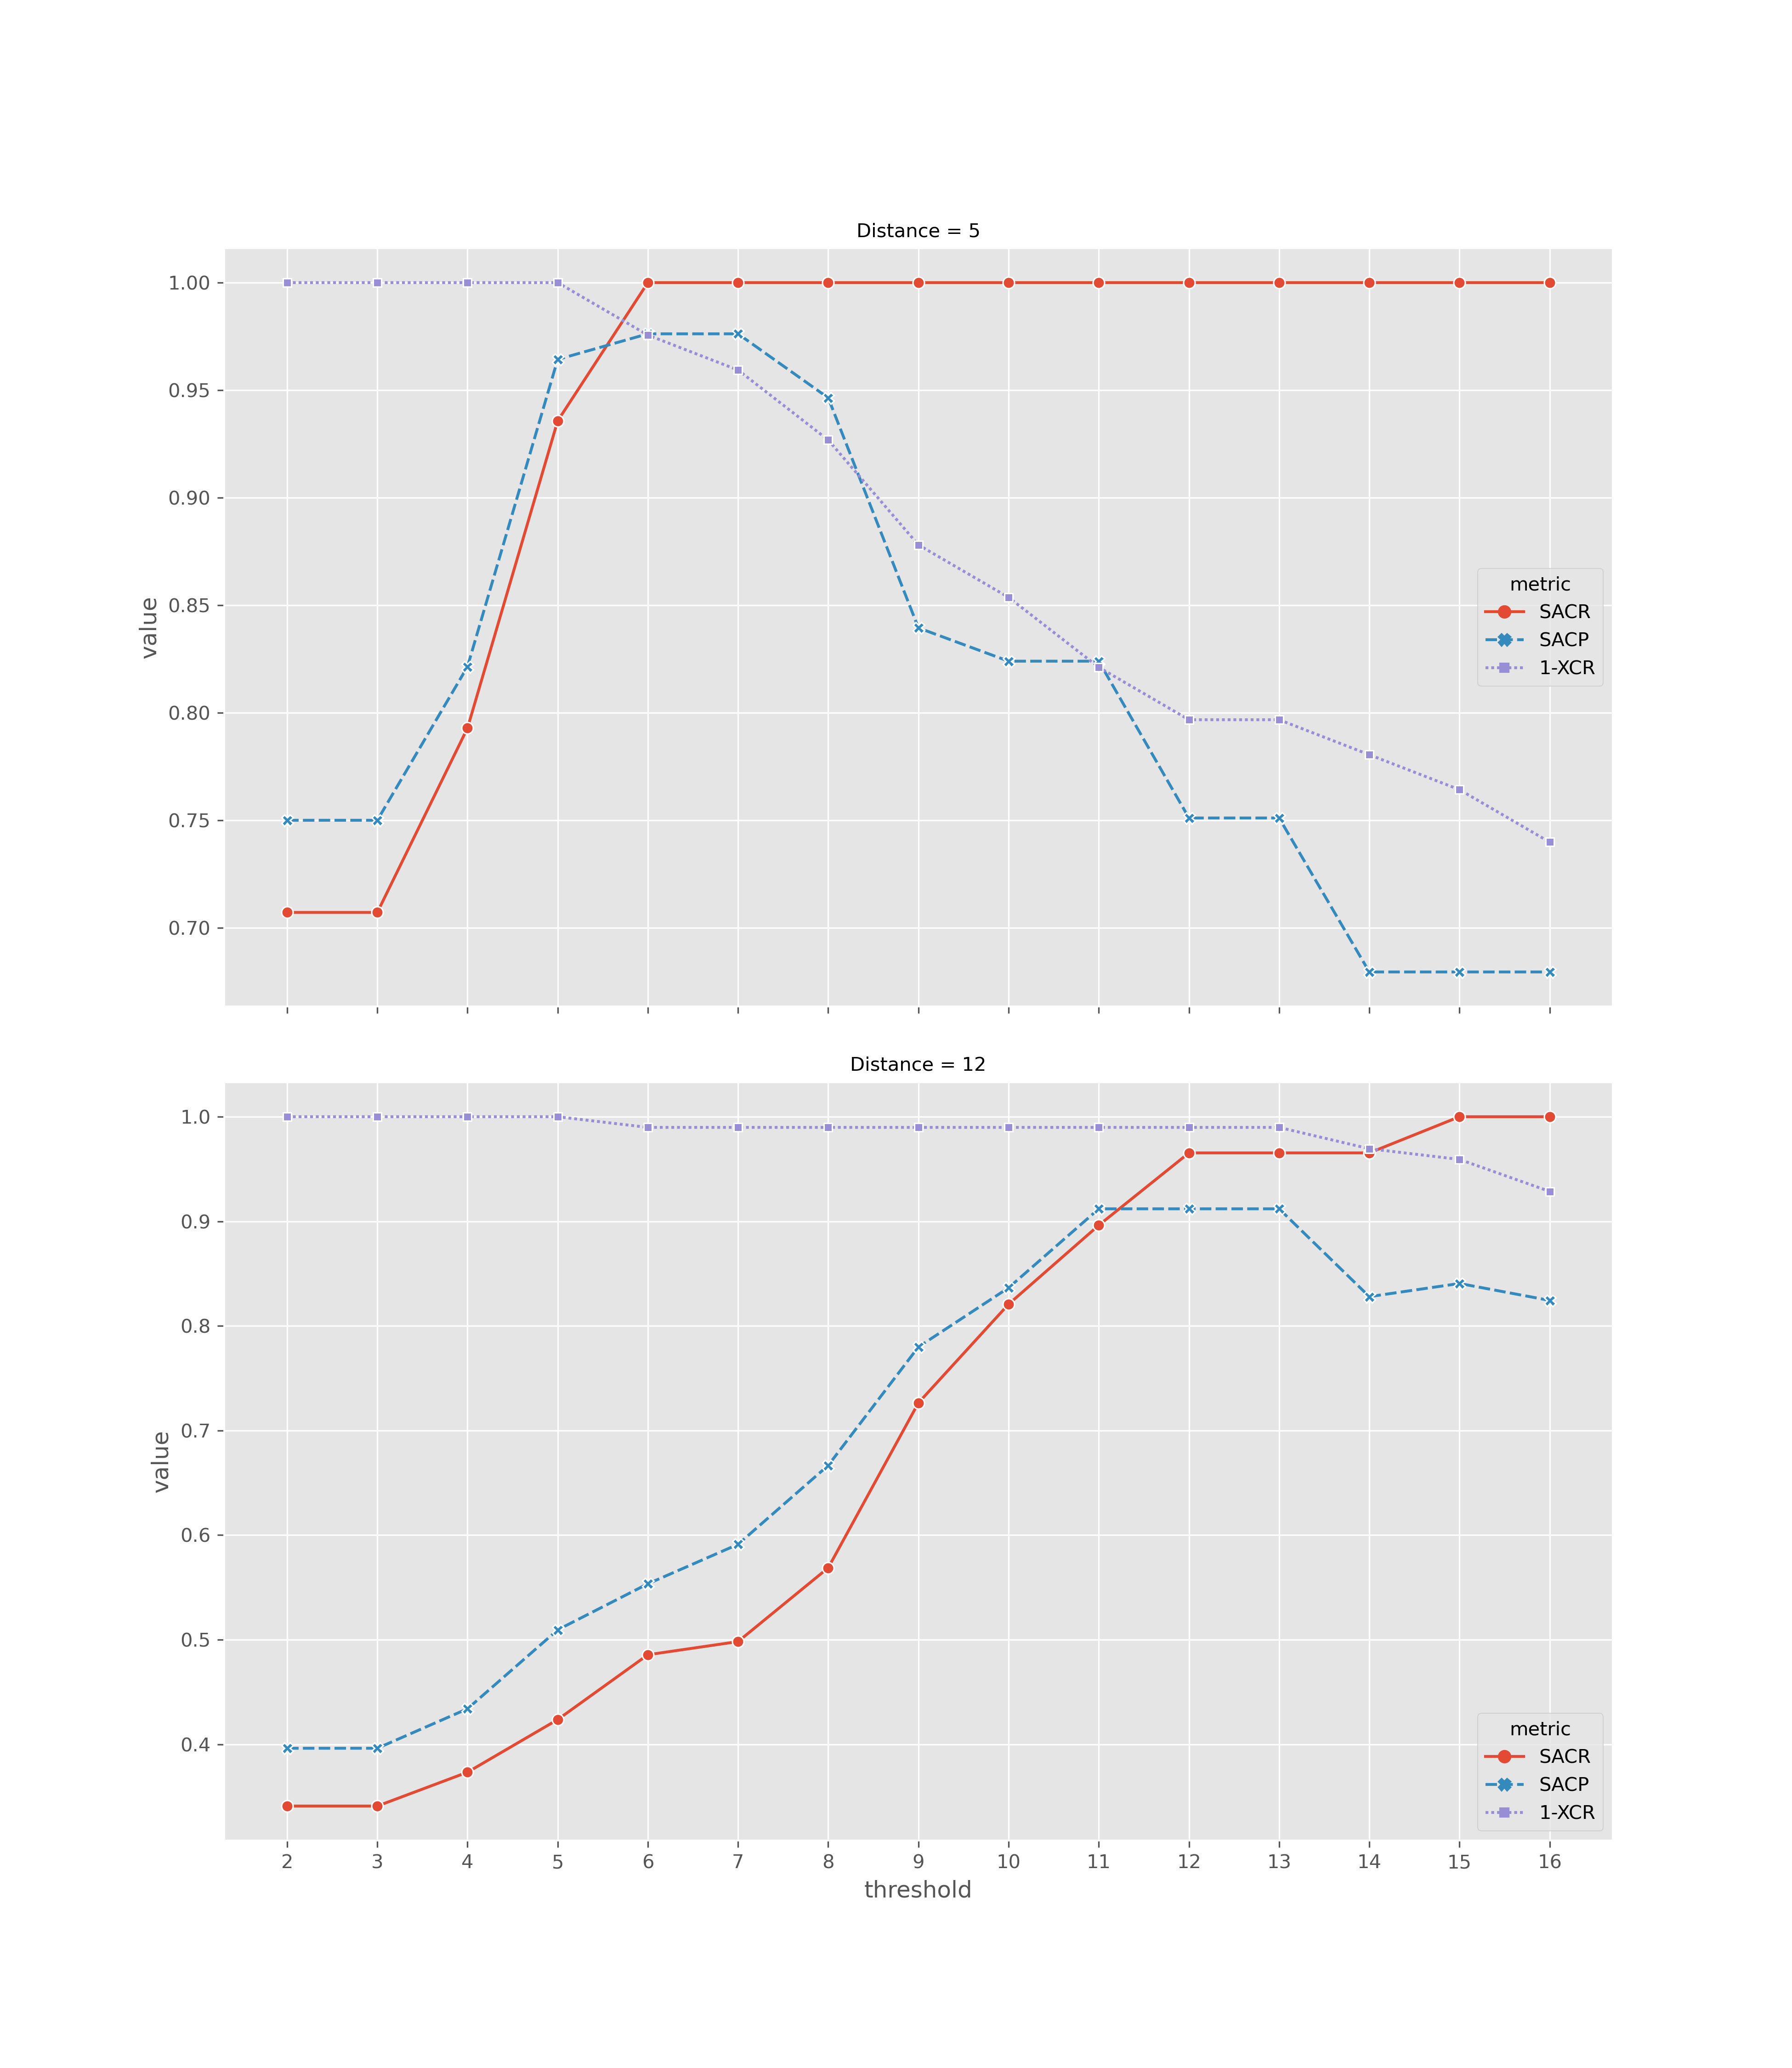 Distance = 5
1.00
0.95
0.90
0.85
0.80
0.75
0.70
value
metric
SACR
SACP
1-XCR
Distance = 12
1.0
0.9
0.8
0.7
0.6
0.5
0.4
value
metric
SACR
SACP
1-XCR
2 3 4 5 6 7 8 9 10 11 12 13 14 15 16
threshold